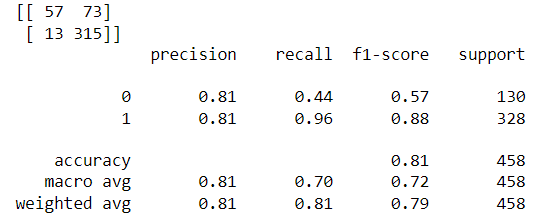 [[ 57  73]
 [ 13 315]]
              precision    recall  f1-score   support

           0       0.81      0.44      0.57       130
           1       0.81      0.96      0.88       328

    accuracy                           0.81       458
   macro avg       0.81      0.70      0.72       458
weighted avg       0.81      0.81      0.79       458